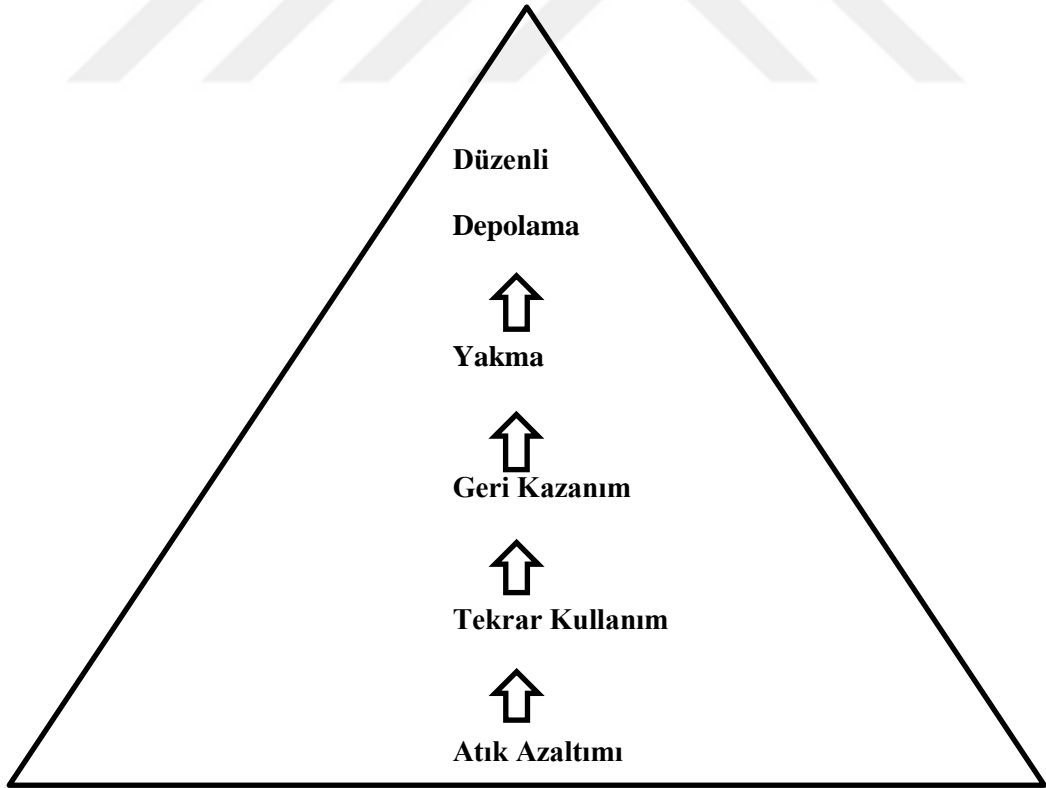 Düzenli
Depolama
Yakma
Geri Kazanım
Tekrar Kullanım
Atık Azaltımı